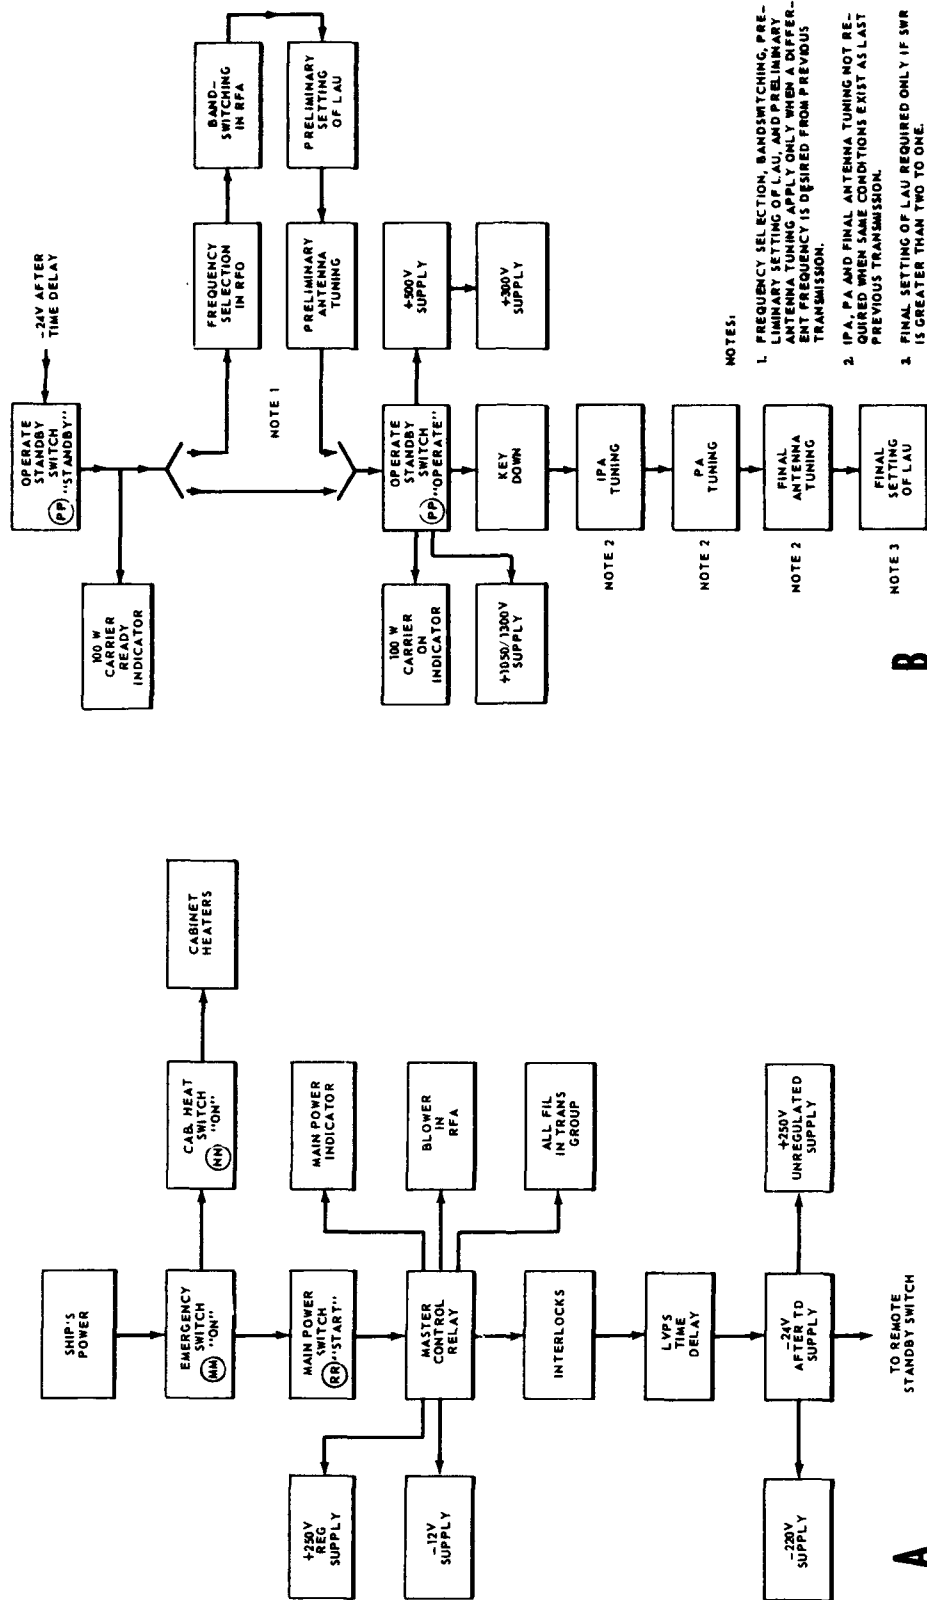 SHIP'S
POWER
EMERGENCY
SWITCH
MM "ON"
CAB. HEAT
SWITCH
"ON"
NN
CABINET
HEATERS
MAIN POWER
SWITCH
RR "START"
MAIN POWER
INDICATOR
+250V
REG
SUPPLY
MASTER
CONTROL
RELAY
BLOWER
IN
RFA
-12V
SUPPLY
ALL FIL
IN TRANS
GROUP
INTERLOCKS
LVPS
TIME
DELAY
-24V
AFTER TD
SUPPLY
+250V
UNREGULATED
SUPPLY
-220V
SUPPLY
TO REMOTE
STANDBY SWITCH
A
OPERATE
STANDBY
SWITCH
PP "STANDBY"
-24V AFTER
TIME DELAY
100 W
CARRIER
READY
INDICATOR
FREQUENCY
SELECTION
IN RFO
BAND-
SWITCHING
IN RFA
NOTE 1
PRELIMINARY
ANTENNA
TUNING
PRELIMINARY
SETTING
OF LAU
OPERATE
STANDBY
SWITCH
PP "OPERATE"
+500V
SUPPLY
+300V
SUPPLY
100 W
CARRIER
ON
INDICATOR
+1050/1300V
SUPPLY
KEY
DOWN
NOTE 2
IPA
TUNING
NOTE 2
PA
TUNING
NOTE 2
FINAL
ANTENNA
TUNING
NOTE 3
FINAL
SETTING
OF LAU
NOTES:
1. FREQUENCY SELECTION, BANDSWITCHING, PRE-
LIMINARY SETTING OF LAU, AND PRELIMINARY
ANTENNA TUNING APPLY ONLY WHEN A DIFFER-
ENT FREQUENCY IS DESIRED FROM PREVIOUS
TRANSMISSION.
2. IPA, PA AND FINAL ANTENNA TUNING NOT RE-
QUIRED WHEN SAME CONDITIONS EXIST AS LAST
PREVIOUS TRANSMISSION.
3. FINAL SETTING OF LAU REQUIRED ONLY IF SWR
IS GREATER THAN TWO TO ONE.
B